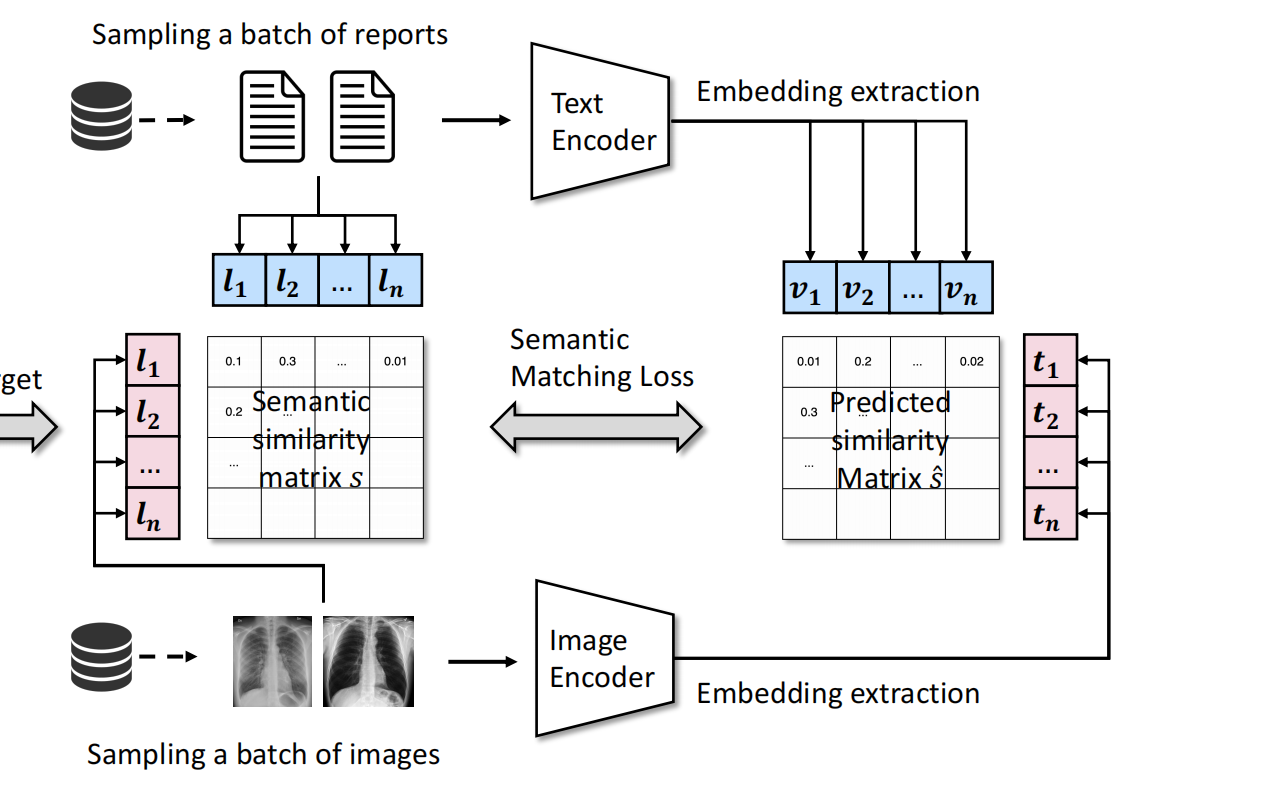 Sampling a batch of reports
Text
Encoder
Embedding extraction
l₁ l₂ ... lₙ
v₁ v₂ ... vₙ
rget
l₁
l₂
...
lₙ
0.1 0.3 ... 0.01
0.2 ...
...
Semantic
similarity
matrix s
Semantic
Matching Loss
0.01 0.2 ... 0.02
0.3 ...
...
Predicted
similarity
Matrix ŝ
t₁
t₂
...
tₙ
Image
Encoder
Embedding extraction
Sampling a batch of images